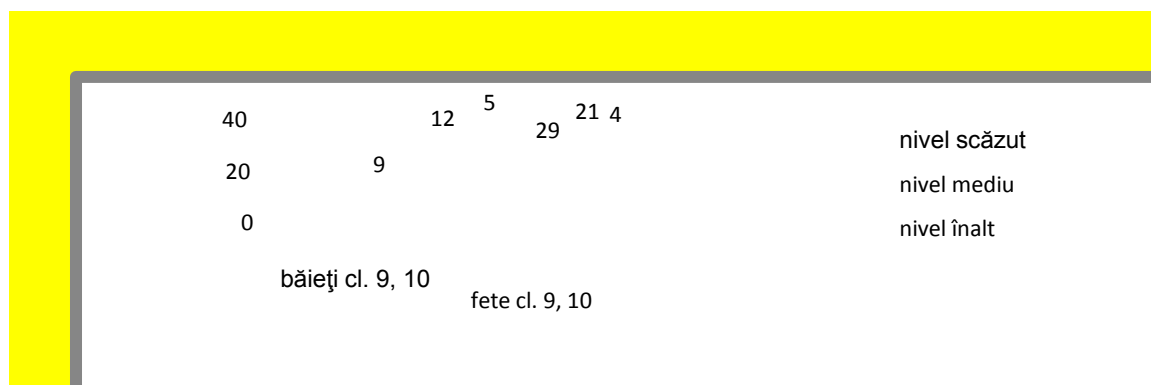 5
40 12 29 21 4
20 9
0
băieţi cl. 9, 10
fete cl. 9, 10
nivel scăzut
nivel mediu
nivel înalt